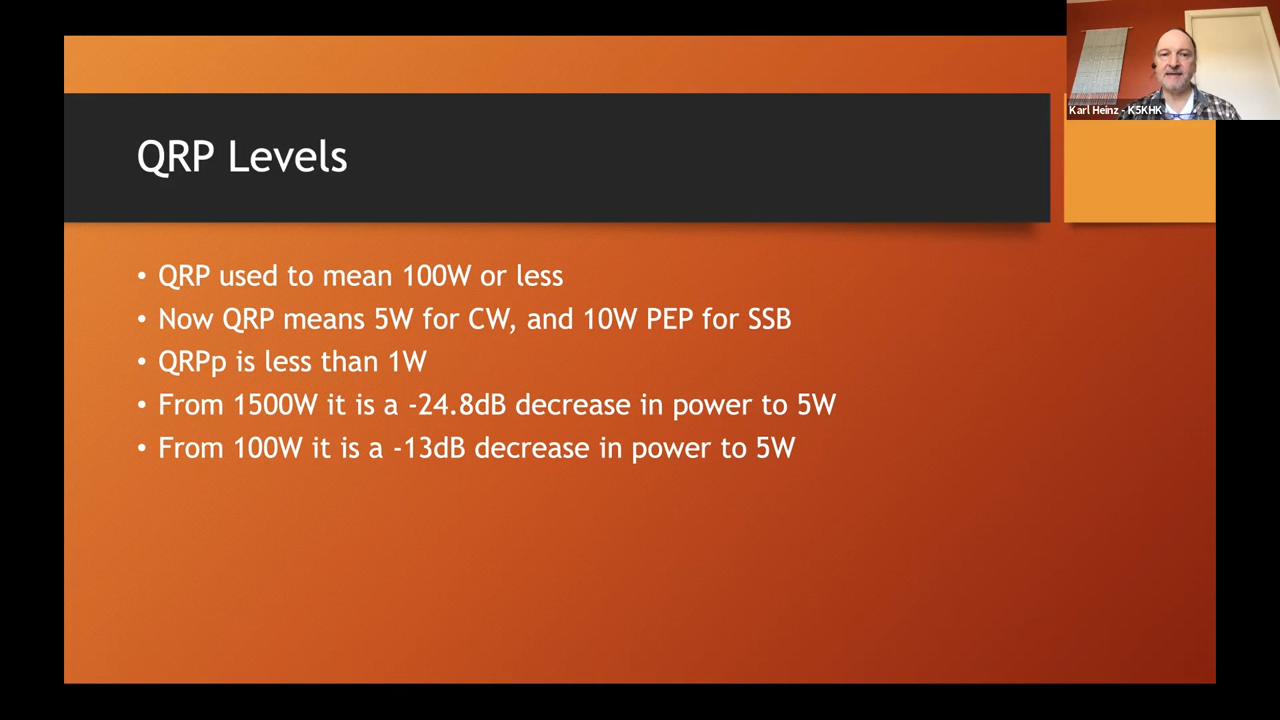 Karl Heinz - K5KHK
QRP Levels
• QRP used to mean 100W or less
• Now QRP means 5W for CW, and 10W PEP for SSB
• QRPp is less than 1W
• From 1500W it is a -24.8dB decrease in power to 5W
• From 100W it is a -13dB decrease in power to 5W